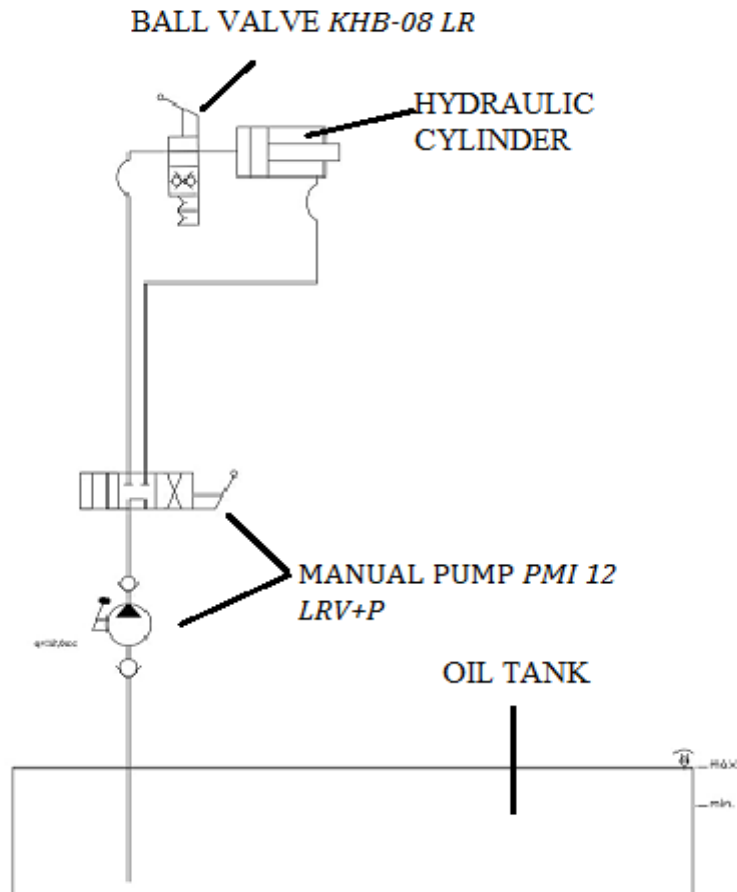 BALL VALVE KHB-08 LR
HYDRAULIC
CYLINDER
MANUAL PUMP PMI 12
LRV+P
OIL TANK
max
min.